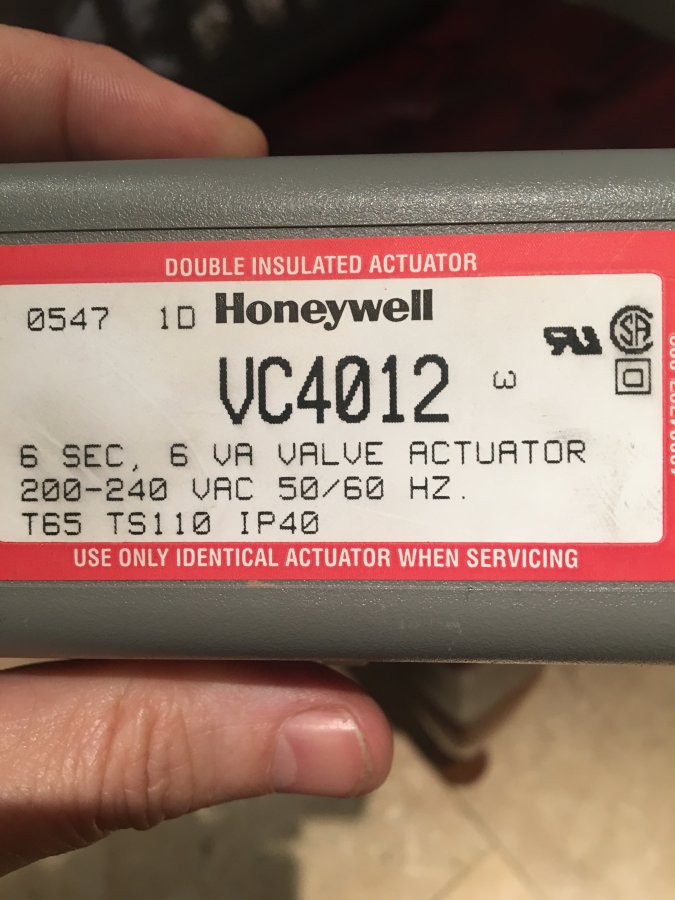 DOUBLE INSULATED ACTUATOR
0547 1D Honeywell
VC4012 3
6 SEC, 6 VA VALVE ACTUATOR
200-240 VAC 50/60 HZ.
T65 TS110 IP40
USE ONLY IDENTICAL ACTUATOR WHEN SERVICING